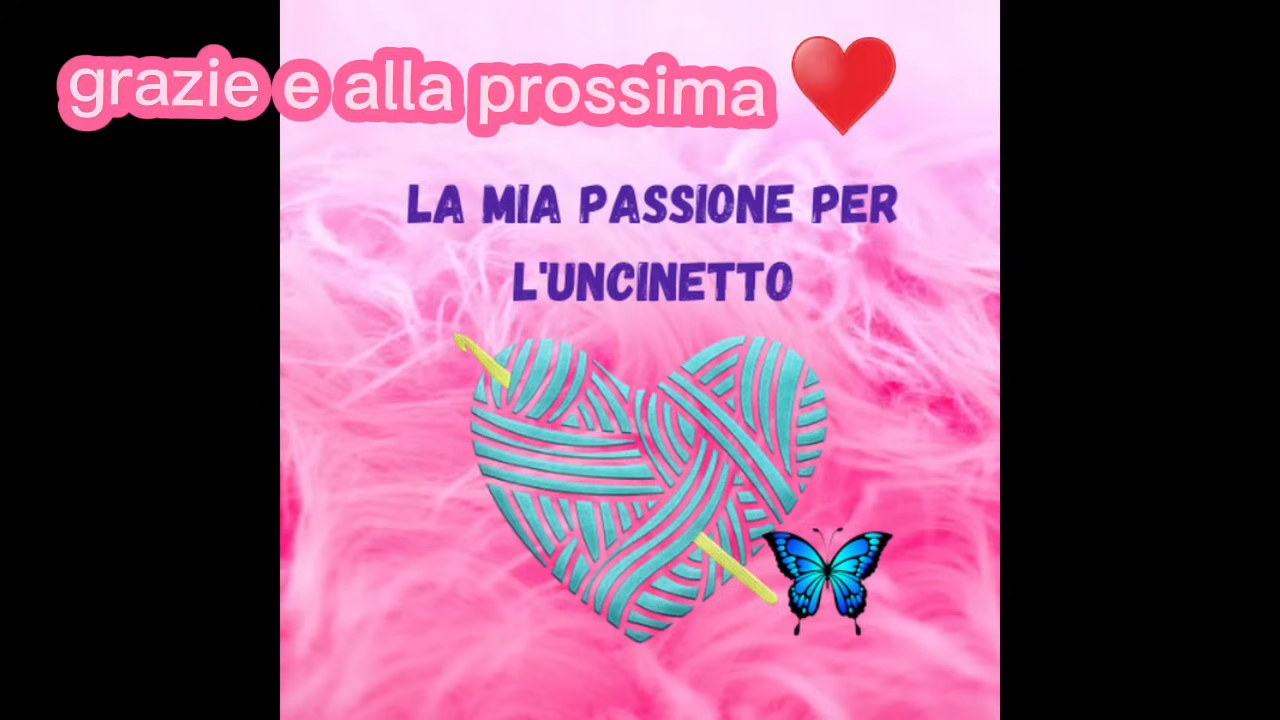 grazie e alla prossima ❤️
LA MIA PASSIONE PER
L'UNCINETTO